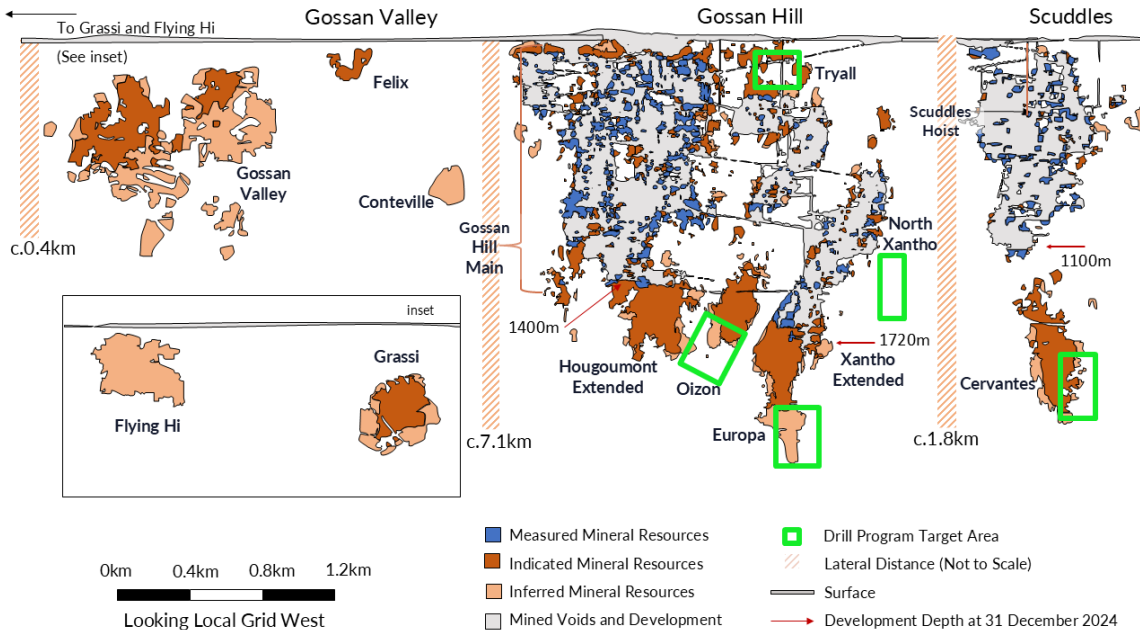 Gossan Valley
Gossan Hill
Scuddles
To Grassi and Flying Hi
(See inset)
Felix
Tryall
Scuddles
Hoist
Gossan
Valley
Conteville
North
Xantho
Gossan
Hill
Main
c.0.4km
1100m
inset
1400m
1720m
Grassi
Hougoumont
Extended
Oizon
Xantho
Extended
Cervantes
Flying Hi
Europa
c.7.1km
c.1.8km
Measured Mineral Resources
Indicated Mineral Resources
Inferred Mineral Resources
Mined Voids and Development
Drill Program Target Area
Lateral Distance (Not to Scale)
Surface
Development Depth at 31 December 2024
0km 0.4km 0.8km 1.2km
Looking Local Grid West